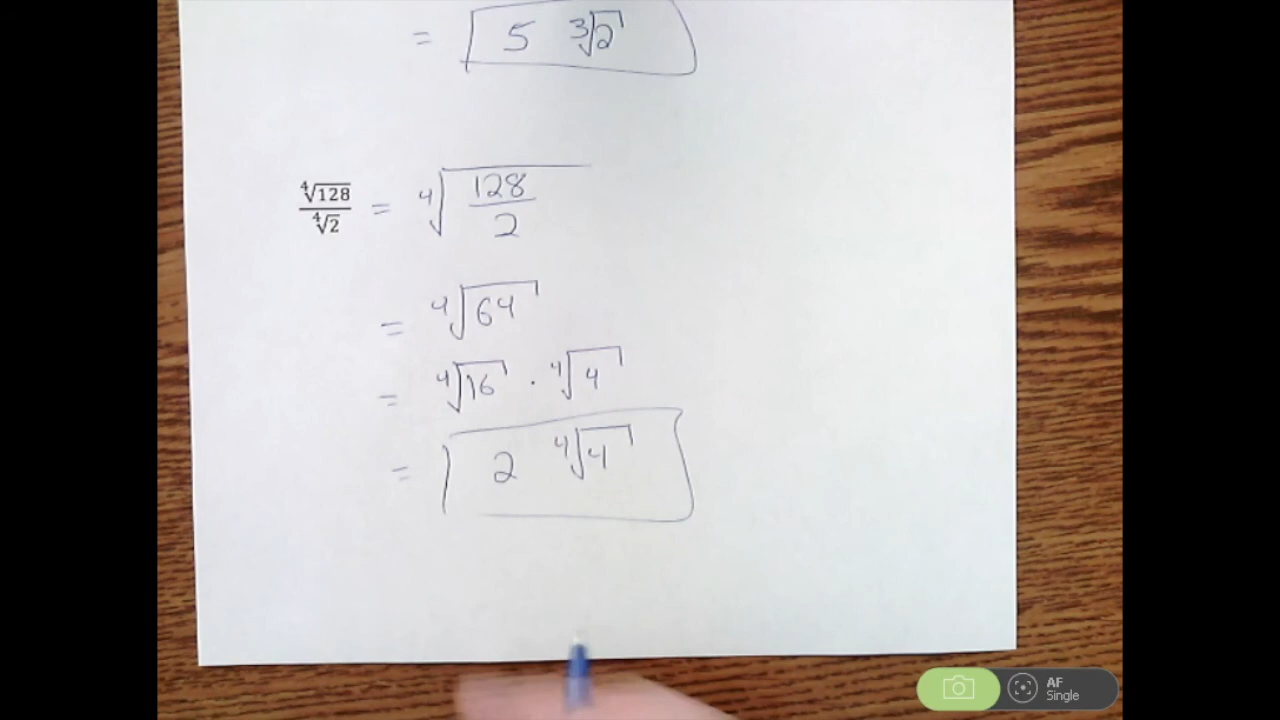 = 5 ∛2
∜128 / ∜2 = ∜(128 / 2)
= ∜64
= ∜16 · ∜4
= 2 ∜4
AF
Single